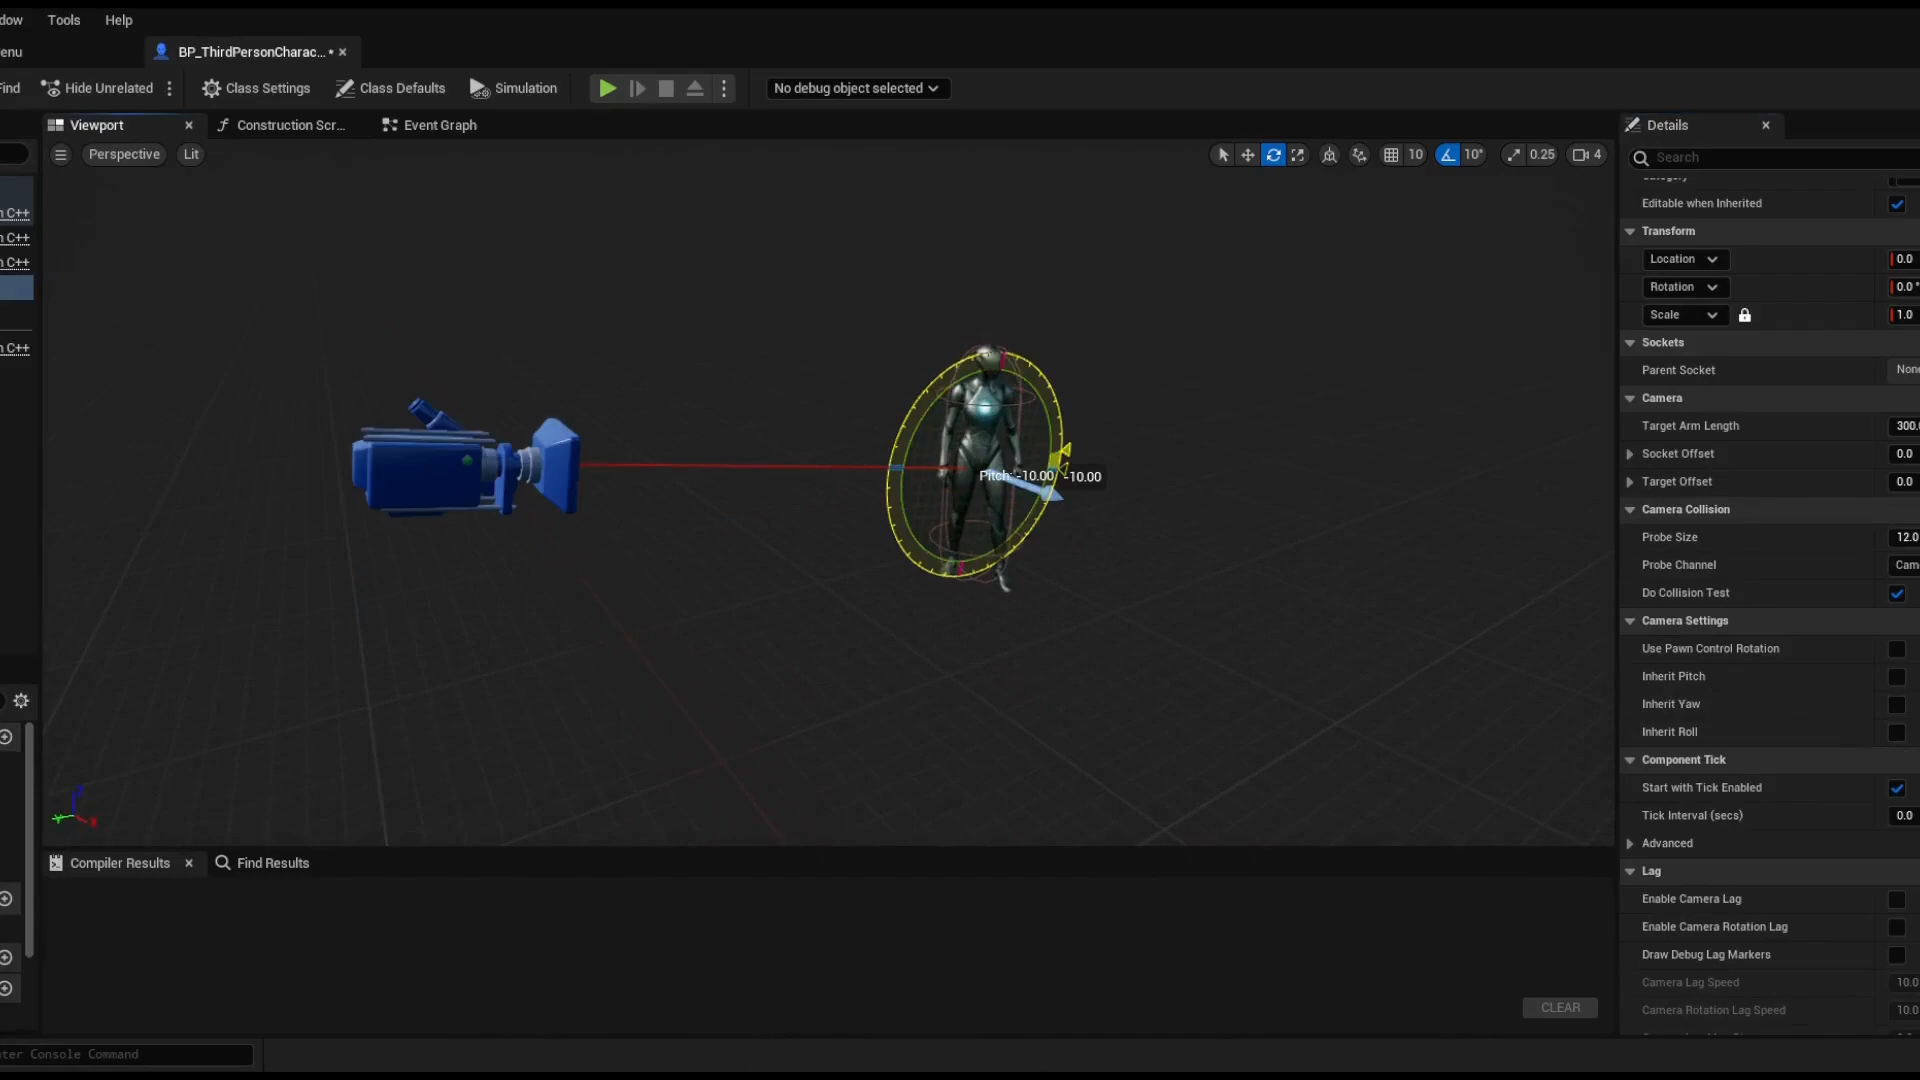 dow Tools Help
enu BP_ThirdPersonCharac... *
Find Hide Unrelated Class Settings Class Defaults Simulation No debug object selected
Viewport Construction Scr... Event Graph Details
Perspective Lit 10 10° 0.25 4 Search
Editable when Inherited
n C++
Transform
n C++
Location 0.0
n C++
Rotation 0.0 °
Scale 1.0
Sockets
n C++
Parent Socket None
Camera
Target Arm Length 300.
Socket Offset 0.0
Pitch: -10.00 -10.00
Target Offset 0.0
Camera Collision
Probe Size 12.0
Probe Channel Cam
Do Collision Test
Camera Settings
Use Pawn Control Rotation
Inherit Pitch
Inherit Yaw
Inherit Roll
Component Tick
Start with Tick Enabled
Tick Interval (secs) 0.0
Advanced
Compiler Results Find Results
Lag
Enable Camera Lag
Enable Camera Rotation Lag
Draw Debug Lag Markers
Camera Lag Speed 10.0
CLEAR
Camera Rotation Lag Speed 10.0
ter Console Command